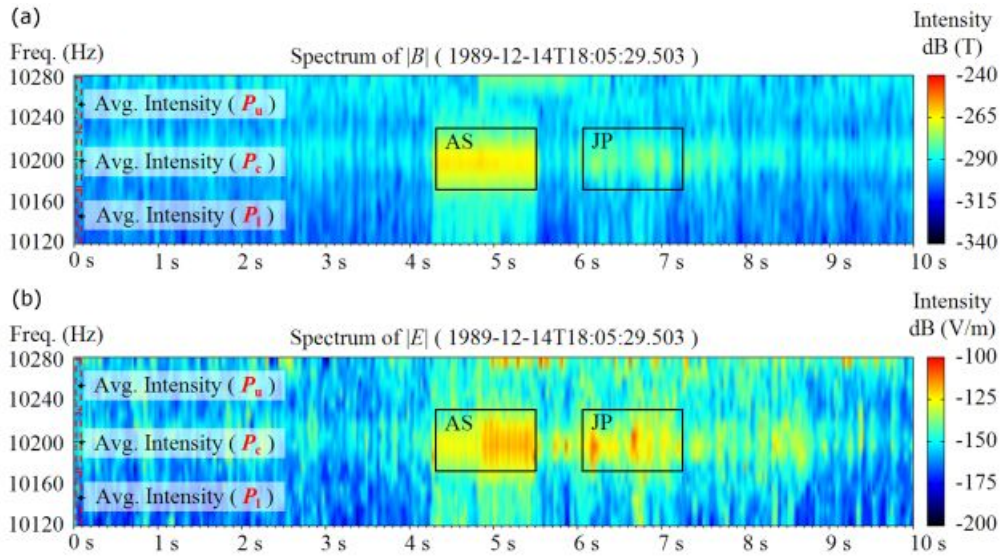 (a)
Intensity
dB (T)
Freq. (Hz)
Spectrum of |B| ( 1989-12-14T18:05:29.503 )
10280
10240
10200
10160
10120
Avg. Intensity ( Pu )
Avg. Intensity ( Pc )
Avg. Intensity ( Pl )
AS
JP
-240
-265
-290
-315
-340
0 s 1 s 2 s 3 s 4 s 5 s 6 s 7 s 8 s 9 s 10 s
(b)
Intensity
dB (V/m)
Freq. (Hz)
Spectrum of |E| ( 1989-12-14T18:05:29.503 )
10280
10240
10200
10160
10120
Avg. Intensity ( Pu )
Avg. Intensity ( Pc )
Avg. Intensity ( Pl )
AS
JP
-100
-125
-150
-175
-200
0 s 1 s 2 s 3 s 4 s 5 s 6 s 7 s 8 s 9 s 10 s